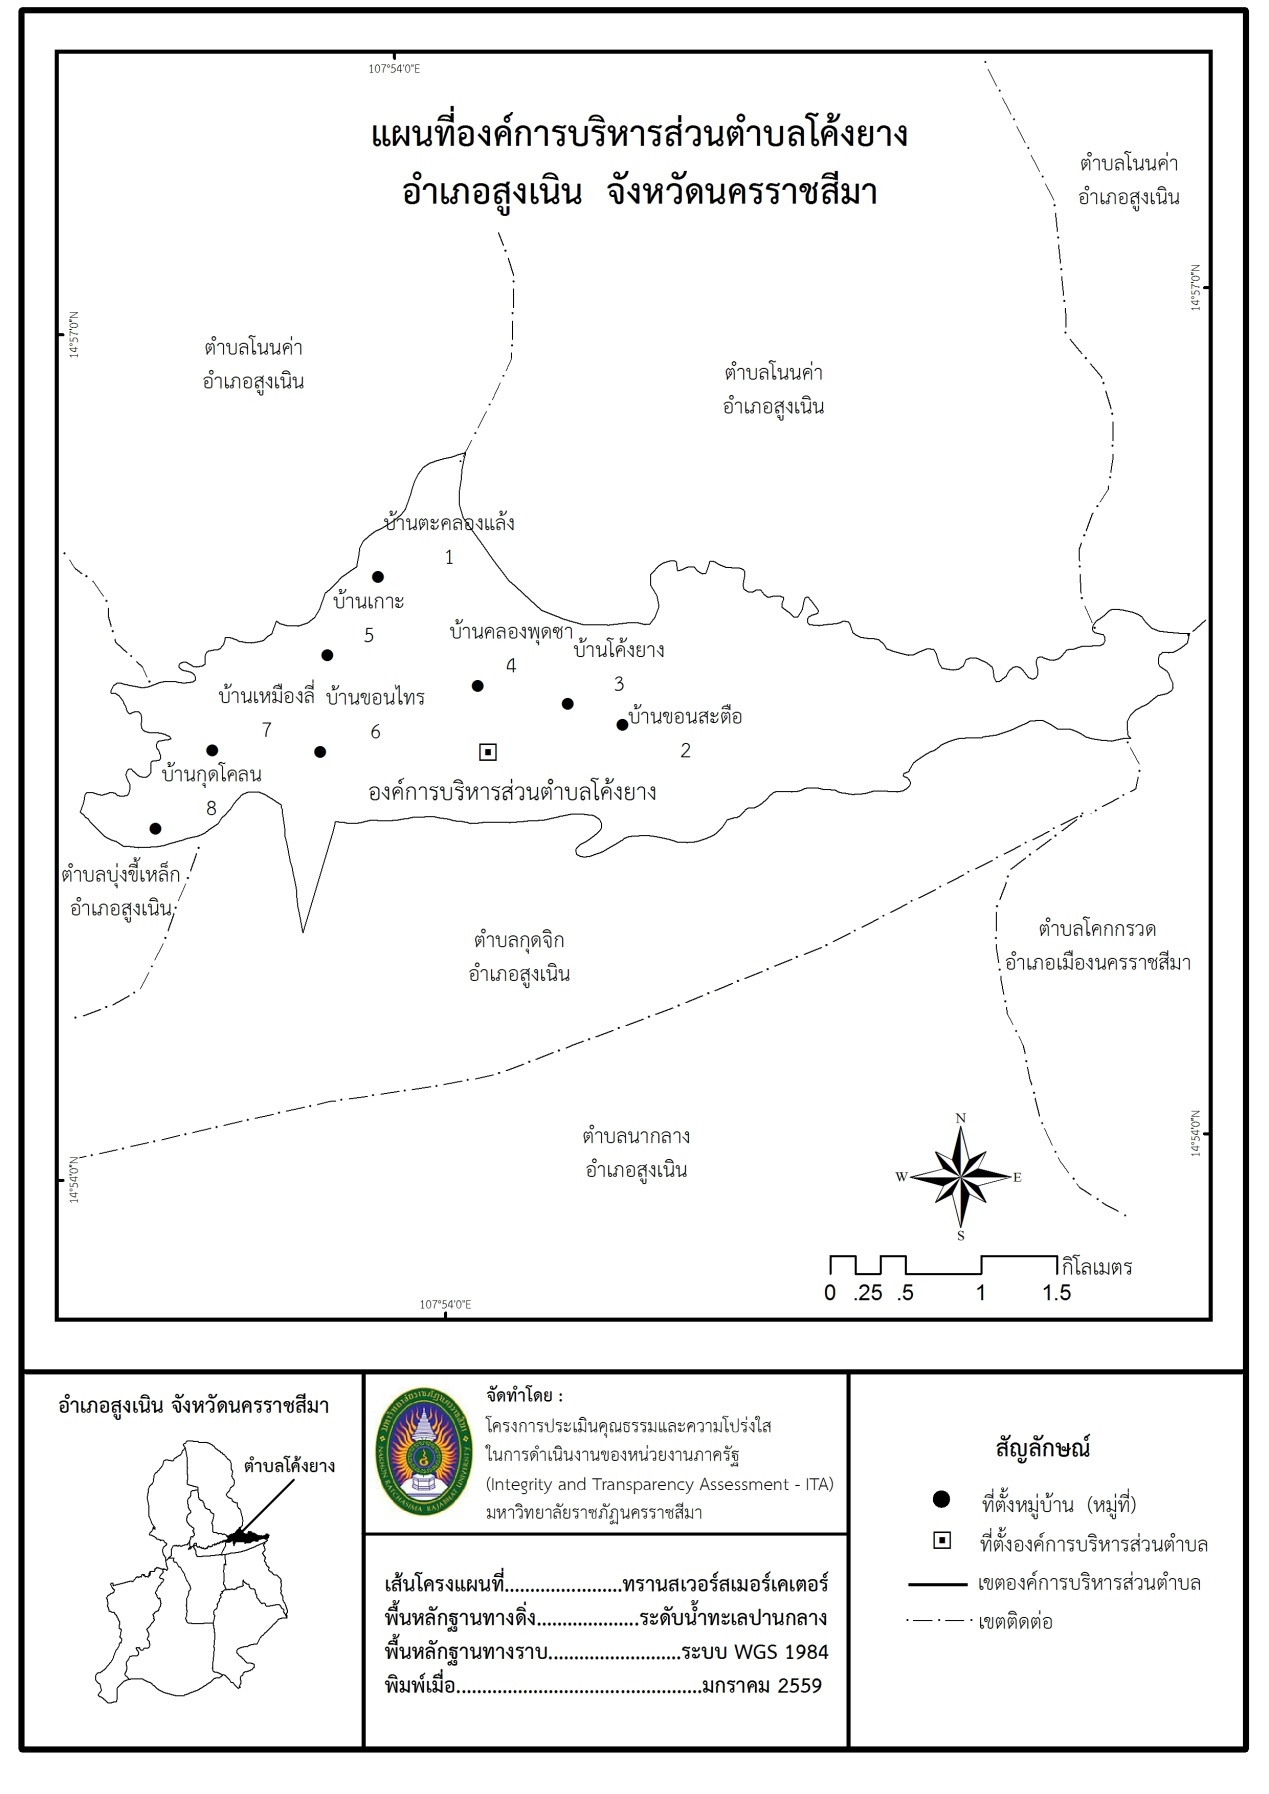 107°54'0"E
แผนที่องค์การบริหารส่วนตำบลโค้งยาง
อำเภอสูงเนิน จังหวัดนครราชสีมา
ตำบลโนนค่า
อำเภอสูงเนิน
14°57'0"N
14°57'0"N
ตำบลโนนค่า
อำเภอสูงเนิน
ตำบลโนนค่า
อำเภอสูงเนิน
บ้านตะคลองแล้ง
1
บ้านเกาะ
5
บ้านคลองพุดซา
4
บ้านโค้งยาง
3
บ้านเหมืองลี่
7
บ้านขอนไทร
6
บ้านขอนสะตือ
2
บ้านกุดโคลน
8
องค์การบริหารส่วนตำบลโค้งยาง
ตำบลบุ่งขี้เหล็ก
อำเภอสูงเนิน
ตำบลกุดจิก
อำเภอสูงเนิน
ตำบลโคกกรวด
อำเภอเมืองนครราชสีมา
ตำบลนากลาง
อำเภอสูงเนิน
14°54'0"N
14°54'0"N
N
W
E
S
กิโลเมตร
0 .25 .5 1 1.5
107°54'0"E
อำเภอสูงเนิน จังหวัดนครราชสีมา
ตำบลโค้งยาง
มหาวิทยาลัยราชภัฏนครราชสีมา
NAKHON RATCHASIMA RAJABHAT UNIVERSITY
จัดทำโดย :
โครงการประเมินคุณธรรมและความโปร่งใส
ในการดำเนินงานของหน่วยงานภาครัฐ
(Integrity and Transparency Assessment - ITA)
มหาวิทยาลัยราชภัฏนครราชสีมา
เส้นโครงแผนที่.......................ทรานสเวอร์สเมอร์เคเตอร์
พื้นหลักฐานทางดิ่ง....................ระดับน้ำทะเลปานกลาง
พื้นหลักฐานทางราบ..........................ระบบ WGS 1984
พิมพ์เมื่อ................................................มกราคม 2559
สัญลักษณ์
ที่ตั้งหมู่บ้าน (หมู่ที่)
ที่ตั้งองค์การบริหารส่วนตำบล
เขตองค์การบริหารส่วนตำบล
เขตติดต่อ